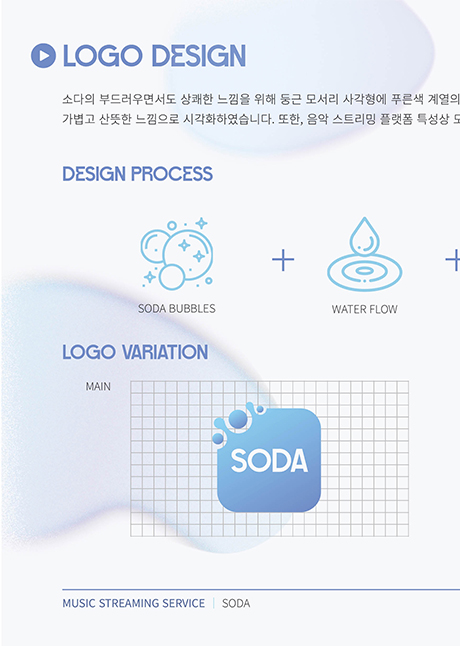 LOGO DESIGN
소다의 부드러우면서도 상쾌한 느낌을 위해 둥근 모서리 사각형에 푸른색 계열의
가볍고 산뜻한 느낌으로 시각화하였습니다. 또한, 음악 스트리밍 플랫폼 특성상
DESIGN PROCESS
+ +
SODA BUBBLES WATER FLOW
LOGO VARIATION
MAIN
SODA
MUSIC STREAMING SERVICE | SODA